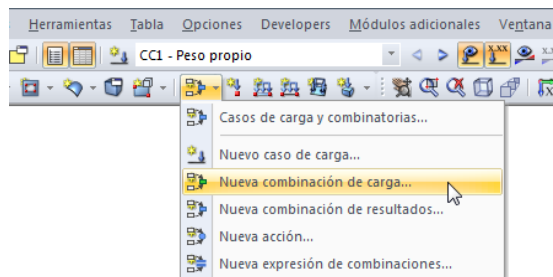 Herramientas Tabla Opciones Developers Módulos adicionales Ventana
CC1 - Peso propio
x.xx
Casos de carga y combinatorias...
Nuevo caso de carga...
Nueva combinación de carga...
Nueva combinación de resultados...
Nueva acción...
Nueva expresión de combinaciones...